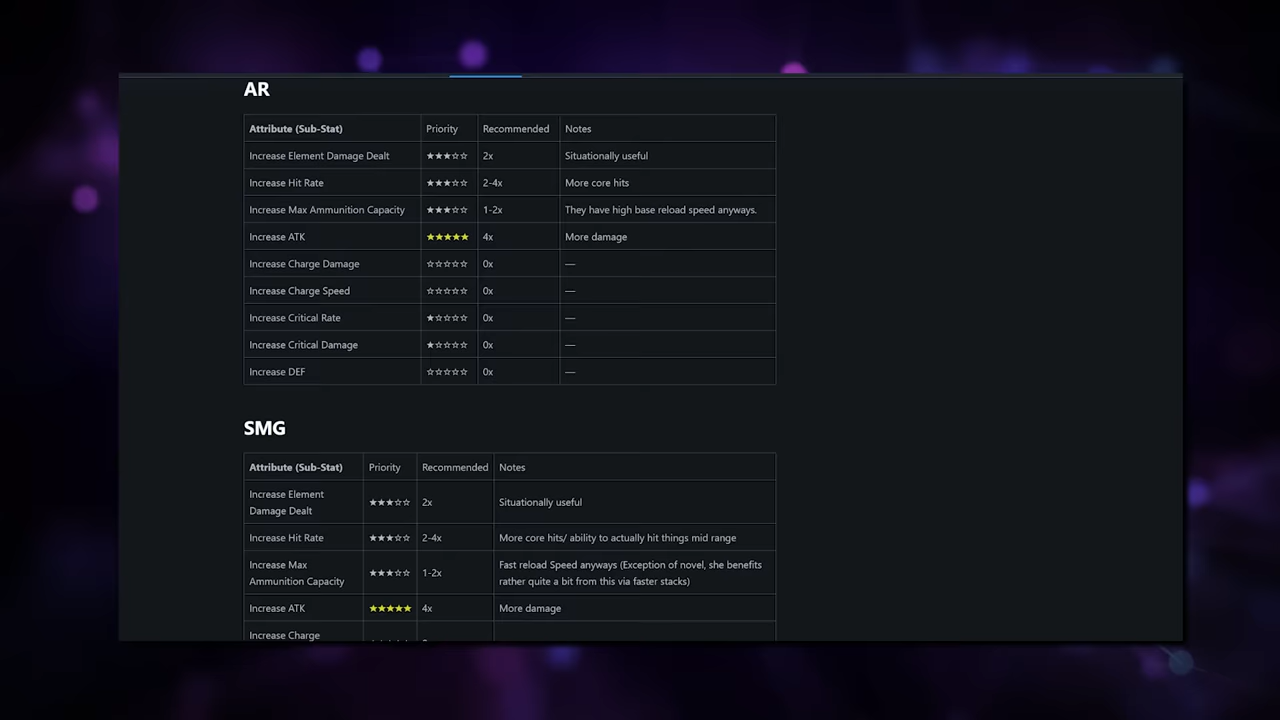 AR
Attribute (Sub-Stat) Priority Recommended Notes
Increase Element Damage Dealt ★★★☆☆ 2x Situationally useful
Increase Hit Rate ★★★☆☆ 2-4x More core hits
Increase Max Ammunition Capacity ★★★☆☆ 1-2x They have high base reload speed anyways.
Increase ATK ★★★★★ 4x More damage
Increase Charge Damage ☆☆☆☆☆ 0x —
Increase Charge Speed ☆☆☆☆☆ 0x —
Increase Critical Rate ★☆☆☆☆ 0x —
Increase Critical Damage ★☆☆☆☆ 0x —
Increase DEF ☆☆☆☆☆ 0x —
SMG
Attribute (Sub-Stat) Priority Recommended Notes
Increase Element
Damage Dealt ★★★☆☆ 2x Situationally useful
Increase Hit Rate ★★★☆☆ 2-4x More core hits/ ability to actually hit things mid range
Increase Max
Ammunition Capacity ★★★☆☆ 1-2x Fast reload Speed anyways (Exception of novel, she benefits
rather quite a bit from this via faster stacks)
Increase ATK ★★★★★ 4x More damage
Increase Charge